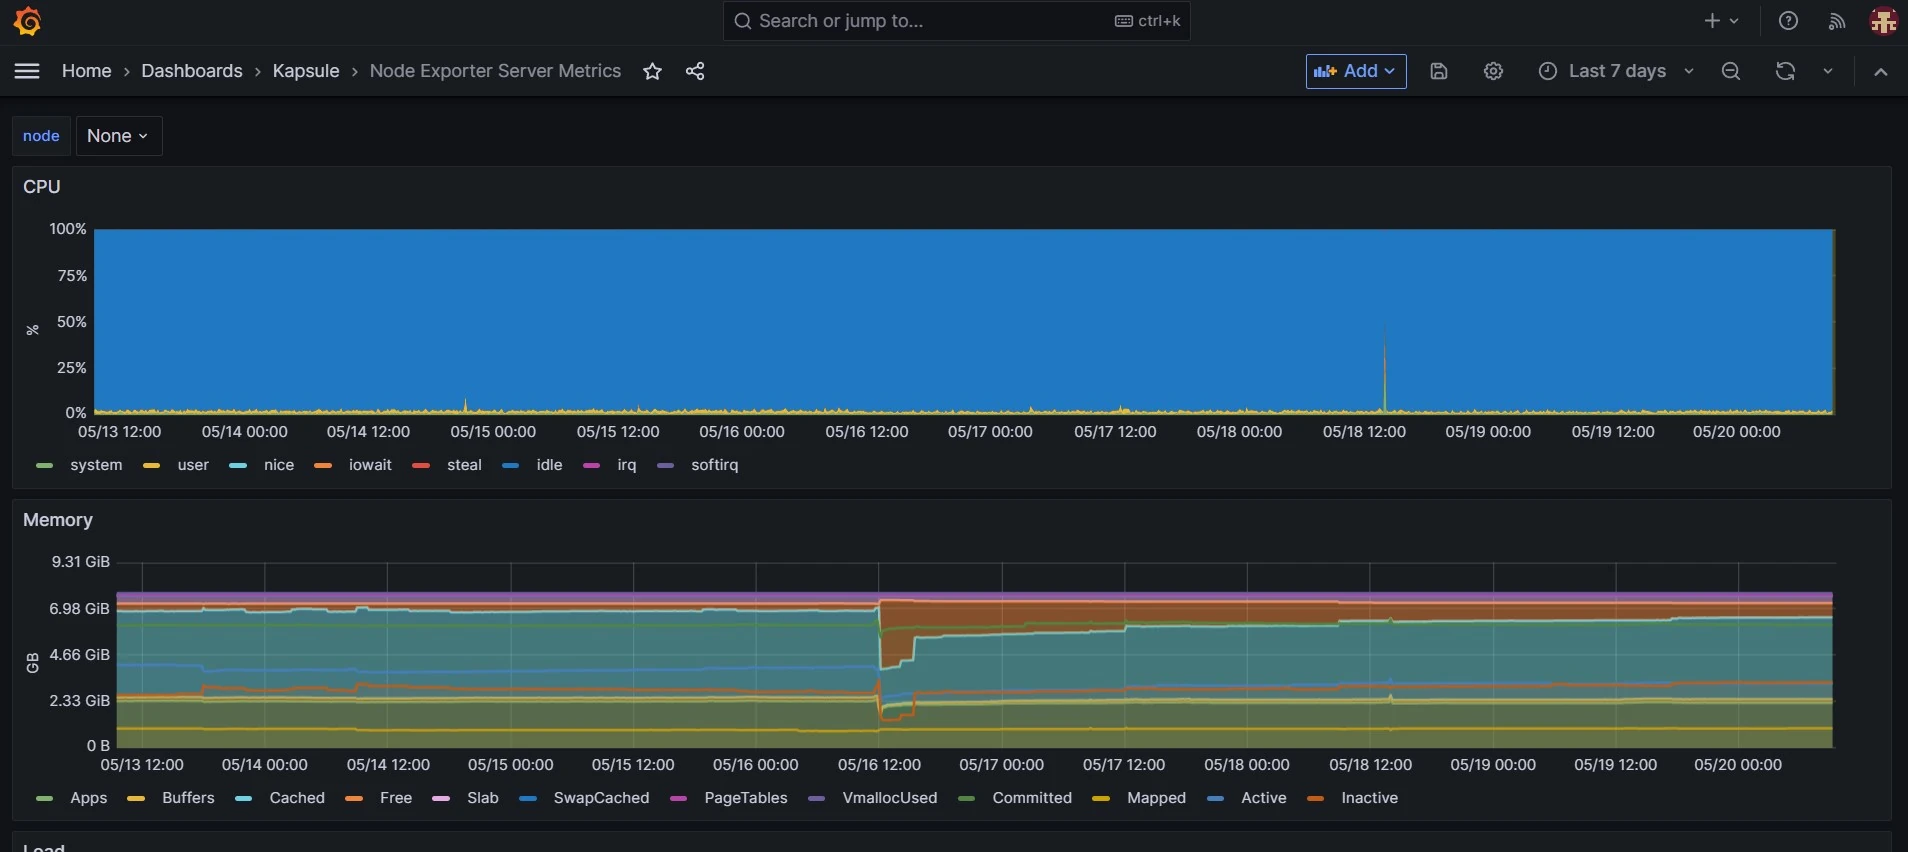 Search or jump to... ctrl+k
Home › Dashboards › Kapsule › Node Exporter Server Metrics Add Last 7 days
node None
CPU
100%
75%
50%
25%
0%
%
05/13 12:00 05/14 00:00 05/14 12:00 05/15 00:00 05/15 12:00 05/16 00:00 05/16 12:00 05/17 00:00 05/17 12:00 05/18 00:00 05/18 12:00 05/19 00:00 05/19 12:00 05/20 00:00
system user nice iowait steal idle irq softirq
Memory
9.31 GiB
6.98 GiB
4.66 GiB
2.33 GiB
0 B
GB
05/13 12:00 05/14 00:00 05/14 12:00 05/15 00:00 05/15 12:00 05/16 00:00 05/16 12:00 05/17 00:00 05/17 12:00 05/18 00:00 05/18 12:00 05/19 00:00 05/19 12:00 05/20 00:00
Apps Buffers Cached Free Slab SwapCached PageTables VmallocUsed Committed Mapped Active Inactive
Load